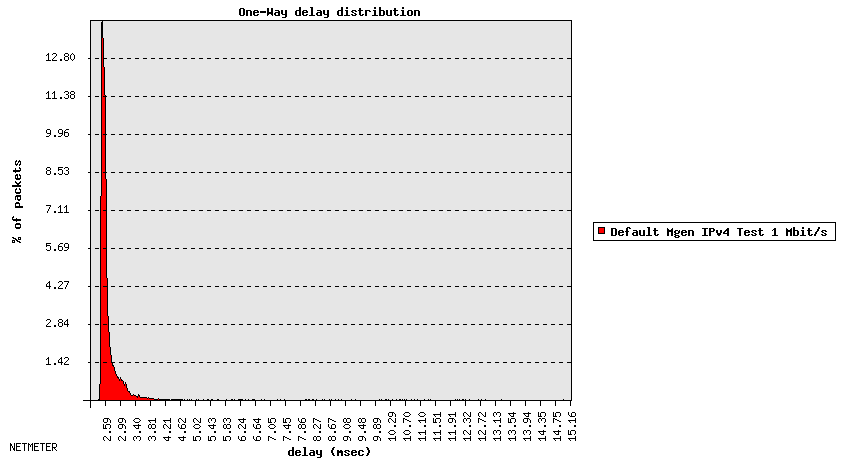 One-Way delay distribution
12.80
11.38
9.96
8.53
7.11
5.69
4.27
2.84
1.42
% of packets
Default Mgen IPv4 Test 1 Mbit/s
2.59 2.99 3.40 3.81 4.21 4.62 5.02 5.43 5.83 6.24 6.64 7.05 7.45 7.86 8.27 8.67 9.08 9.48 9.89 10.29 10.70 11.10 11.51 11.91 12.32 12.72 13.13 13.54 13.94 14.35 14.75 15.16
delay (msec)
NETMETER